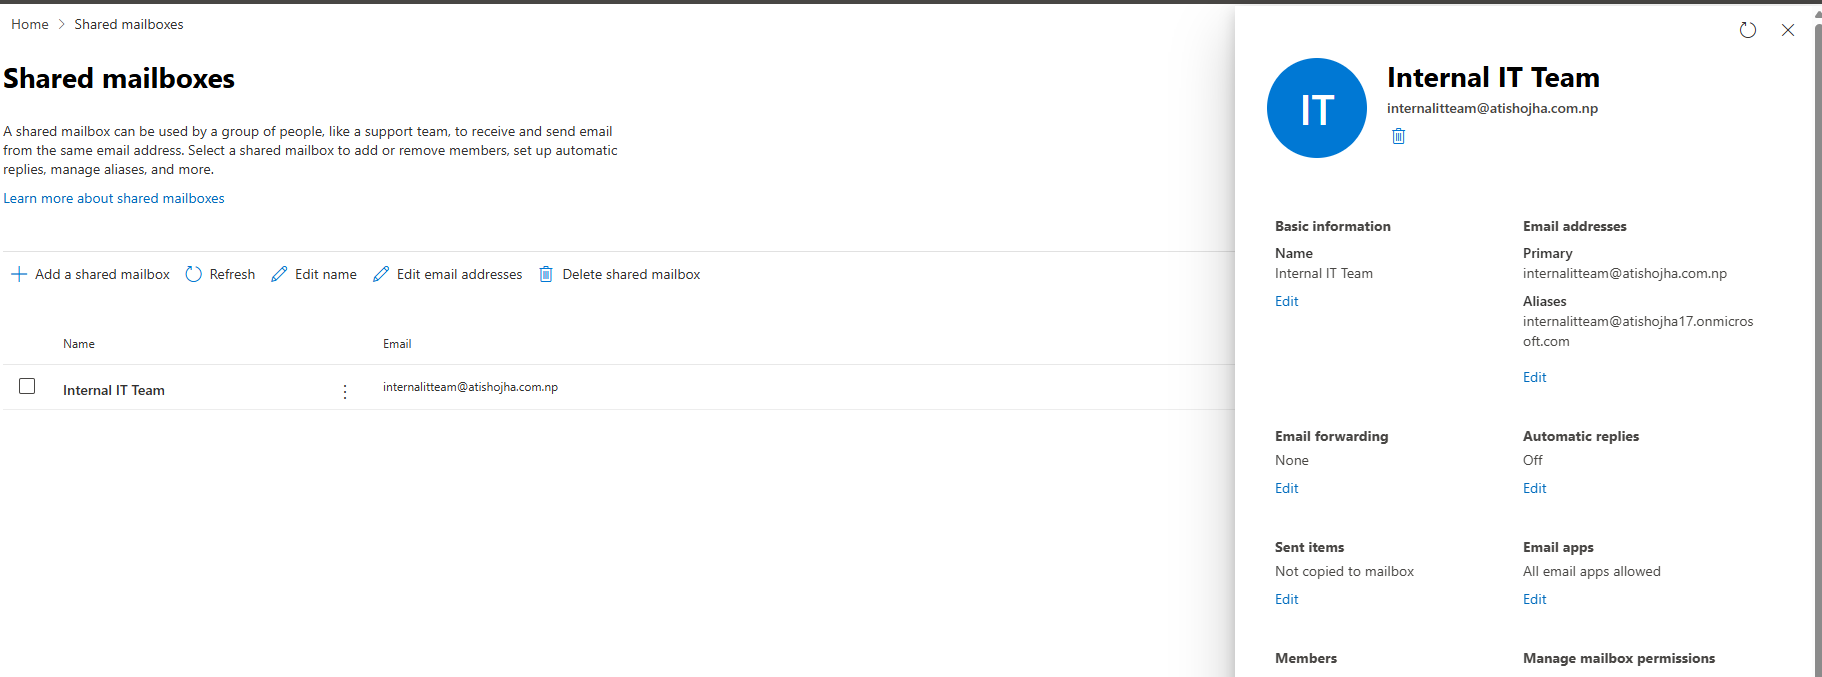 Home > Shared mailboxes
Shared mailboxes
A shared mailbox can be used by a group of people, like a support team, to receive and send email
from the same email address. Select a shared mailbox to add or remove members, set up automatic
replies, manage aliases, and more.
Learn more about shared mailboxes
Add a shared mailbox Refresh Edit name Edit email addresses Delete shared mailbox
Name Email
Internal IT Team internalitteam@atishojha.com.np
IT
Internal IT Team
internalitteam@atishojha.com.np
Basic information
Name
Internal IT Team
Edit
Email addresses
Primary
internalitteam@atishojha.com.np
Aliases
internalitteam@atishojha17.onmicros
oft.com
Edit
Email forwarding
None
Edit
Automatic replies
Off
Edit
Sent items
Not copied to mailbox
Edit
Email apps
All email apps allowed
Edit
Members
Manage mailbox permissions